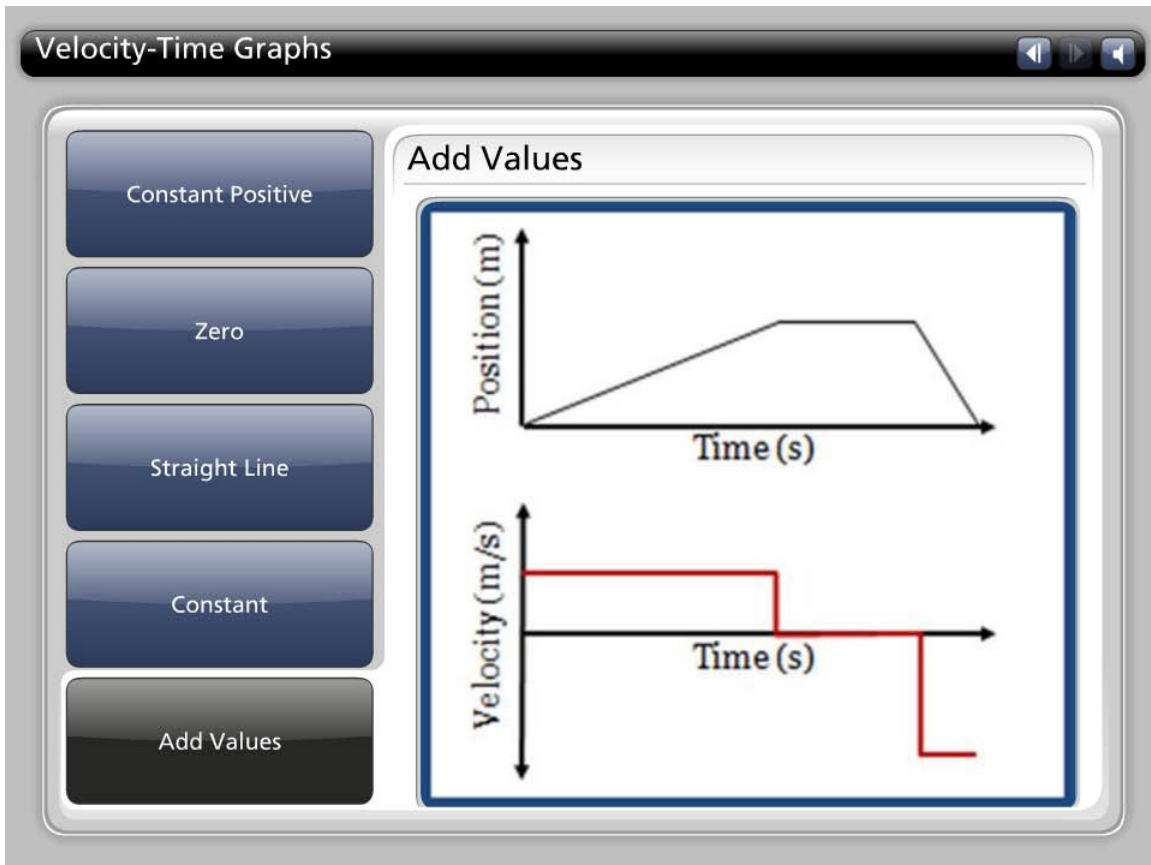 Velocity-Time Graphs
Constant Positive
Zero
Straight Line
Constant
Add Values
Add Values
Position (m)
Time (s)
Velocity (m/s)
Time (s)